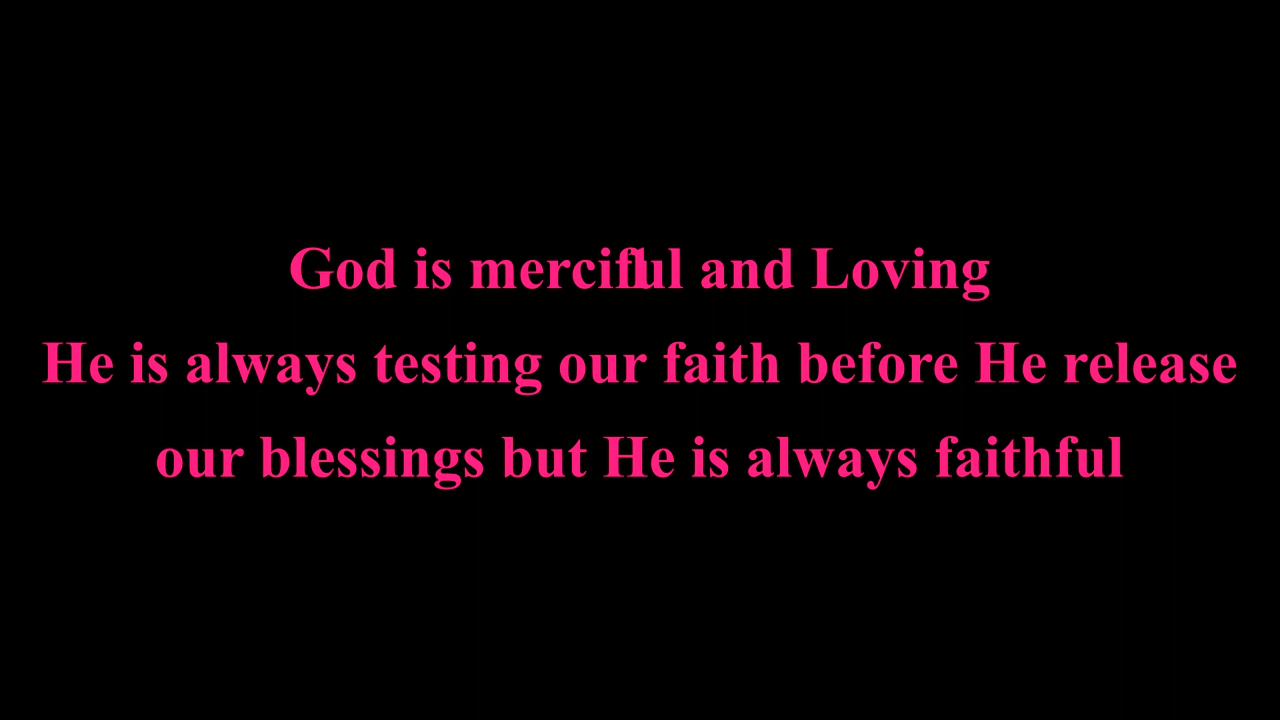 God is merciful and Loving
He is always testing our faith before He release
our blessings but He is always faithful